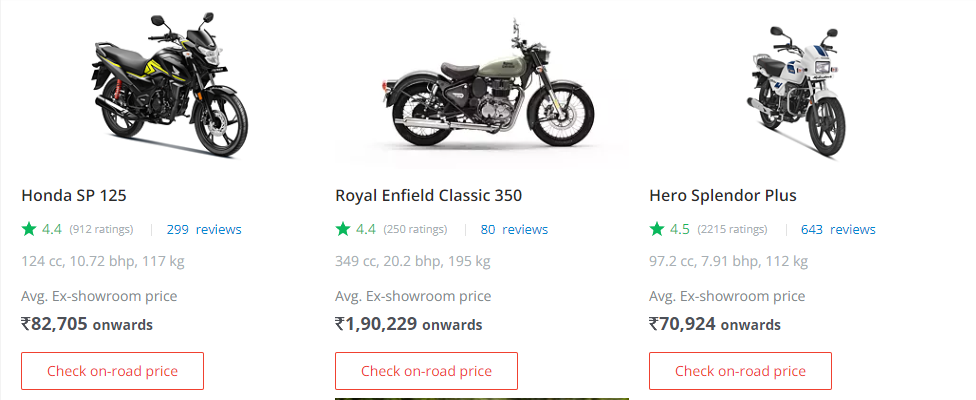 Honda SP 125
4.4 (912 ratings) | 299 reviews
124 cc, 10.72 bhp, 117 kg
Avg. Ex-showroom price
₹82,705 onwards
Check on-road price
Royal Enfield Classic 350
4.4 (250 ratings) | 80 reviews
349 cc, 20.2 bhp, 195 kg
Avg. Ex-showroom price
₹1,90,229 onwards
Check on-road price
Hero Splendor Plus
4.5 (2215 ratings) | 643 reviews
97.2 cc, 7.91 bhp, 112 kg
Avg. Ex-showroom price
₹70,924 onwards
Check on-road price